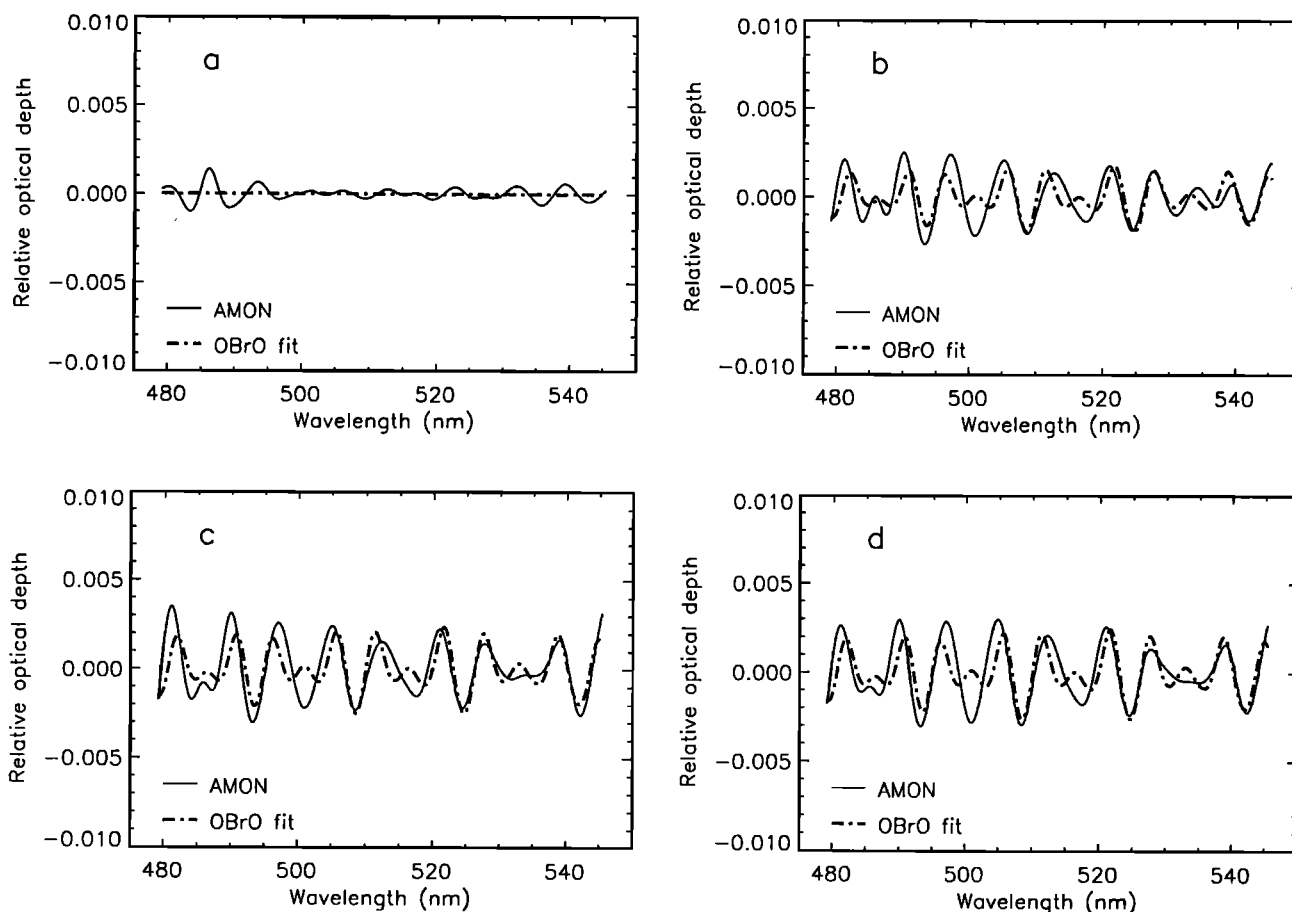 a
0.010
0.005
0.000
−0.005
−0.010
Relative optical depth
AMON
OBrO fit
480
500
520
540
Wavelength (nm)
b
0.010
0.005
0.000
−0.005
−0.010
Relative optical depth
AMON
OBrO fit
480
500
520
540
Wavelength (nm)
c
0.010
0.005
0.000
−0.005
−0.010
Relative optical depth
AMON
OBrO fit
480
500
520
540
Wavelength (nm)
d
0.010
0.005
0.000
−0.005
−0.010
Relative optical depth
AMON
OBrO fit
480
500
520
540
Wavelength (nm)